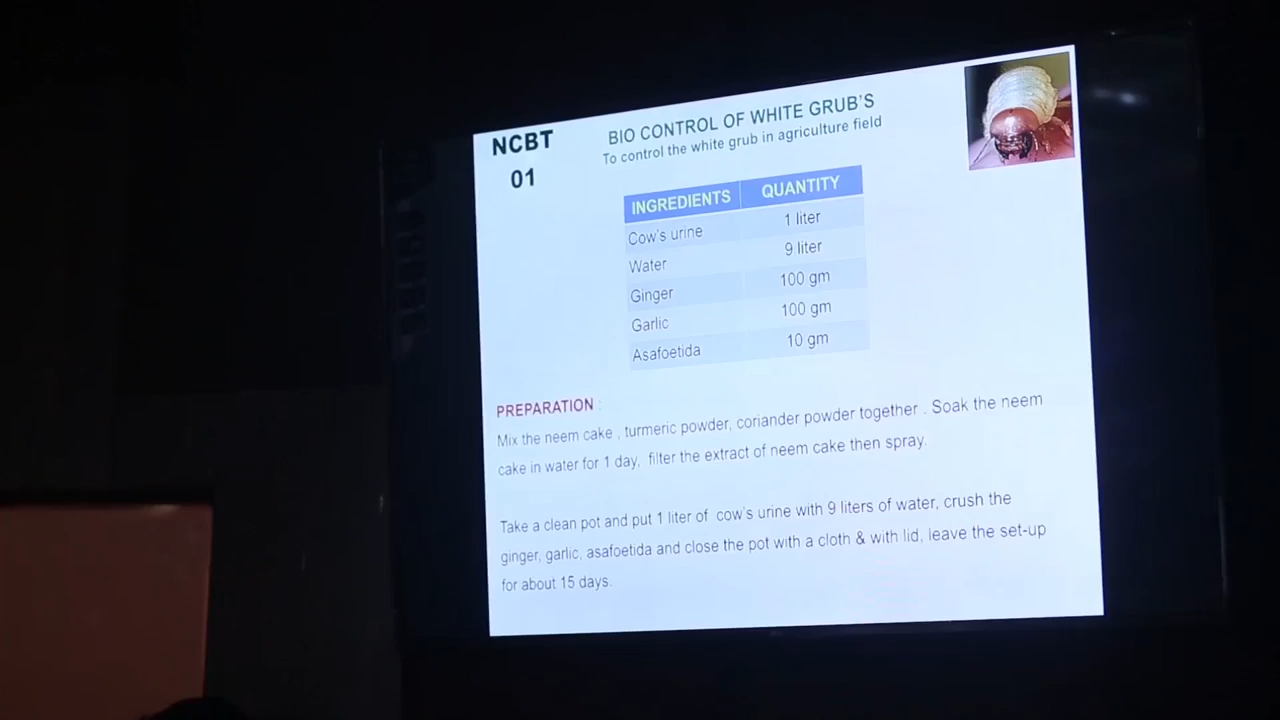 NCBT
01
BIO CONTROL OF WHITE GRUB'S
To control the white grub in agriculture field
INGREDIENTS QUANTITY
Cow's urine 1 liter
Water 9 liter
Ginger 100 gm
Garlic 100 gm
Asafoetida 10 gm
PREPARATION :
Mix the neem cake , turmeric powder, coriander powder together . Soak the neem
cake in water for 1 day, filter the extract of neem cake then spray.
Take a clean pot and put 1 liter of cow's urine with 9 liters of water, crush the
ginger, garlic, asafoetida and close the pot with a cloth & with lid, leave the set-up
for about 15 days.